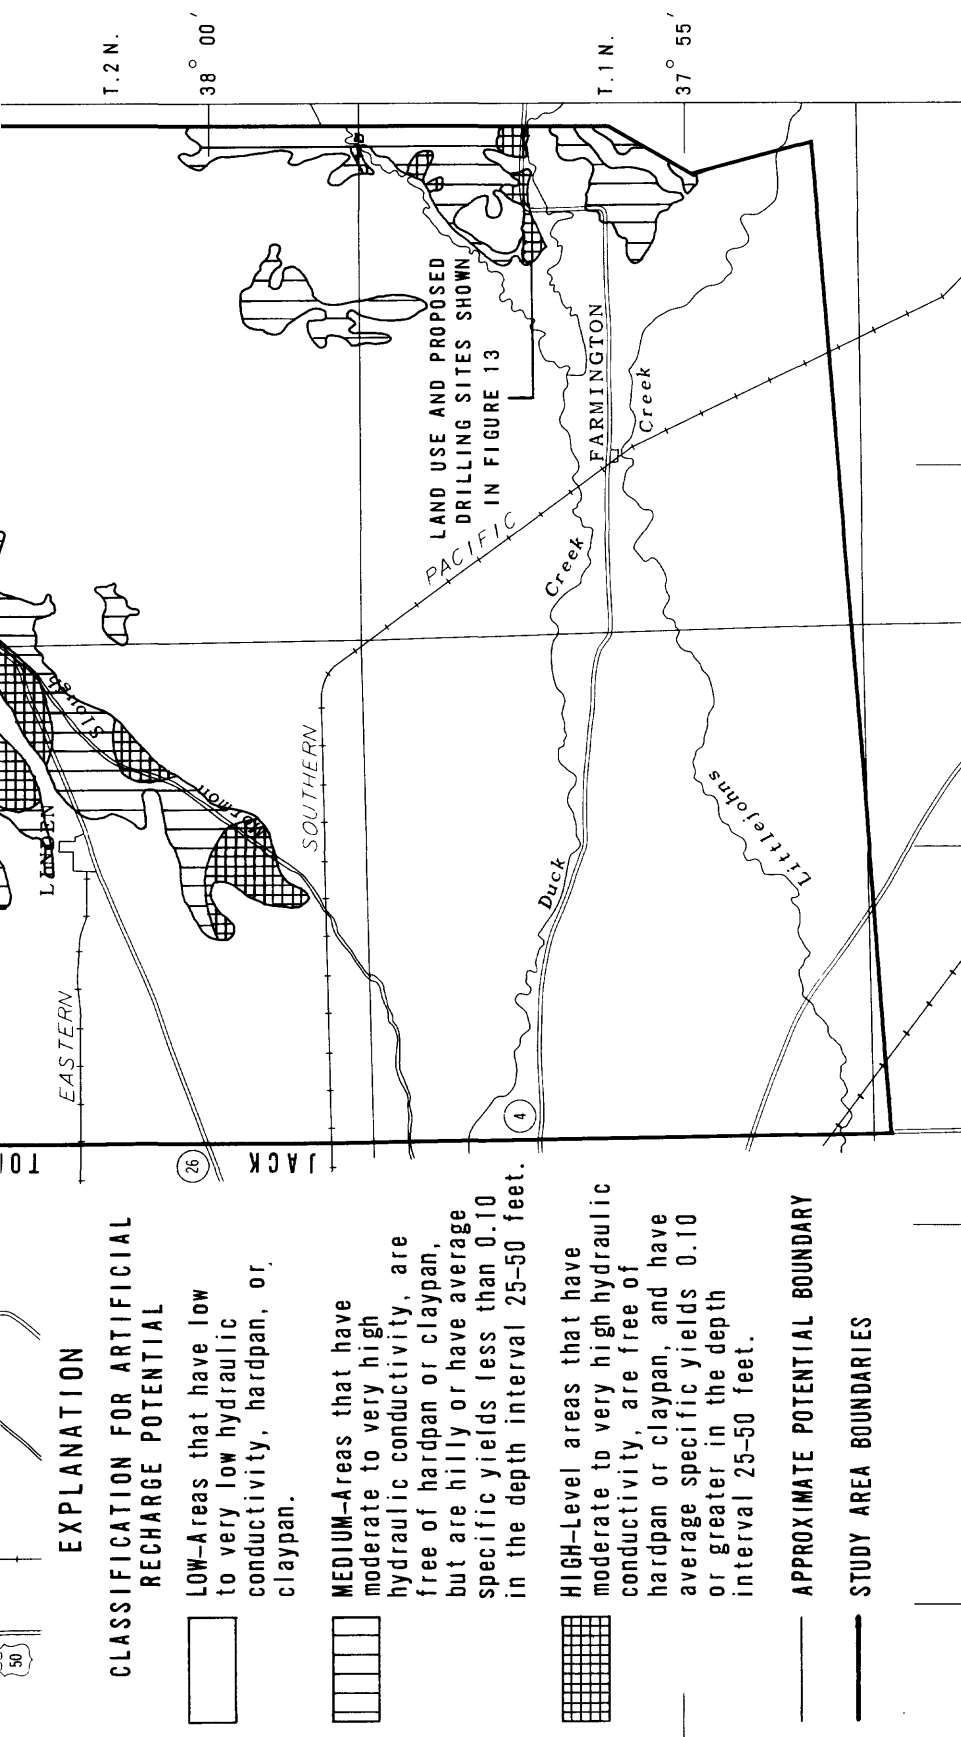 EXPLANATION
CLASSIFICATION FOR ARTIFICIAL
RECHARGE POTENTIAL
LOW-Areas that have low
to very low hydraulic
conductivity, hardpan, or
claypan.
MEDIUM-Areas that have
moderate to very high
hydraulic conductivity, are
free of hardpan or claypan,
but are hilly or have average
specific yields less than 0.10
in the depth interval 25-50 feet.
HIGH-Level areas that have
moderate to very high hydraulic
conductivity, are free of
hardpan or claypan, and have
average specific yields 0.10
or greater in the depth
interval 25-50 feet.
APPROXIMATE POTENTIAL BOUNDARY
STUDY AREA BOUNDARIES
50
26
JACK
4
EASTERN
LINDEN
Mormon
Slough
SOUTHERN
PACIFIC
Duck
Creek
Littlejohns
Creek
FARMINGTON
LAND USE AND PROPOSED
DRILLING SITES SHOWN
IN FIGURE 13
T.2 N.
38° 00'
T.1 N.
37° 55'